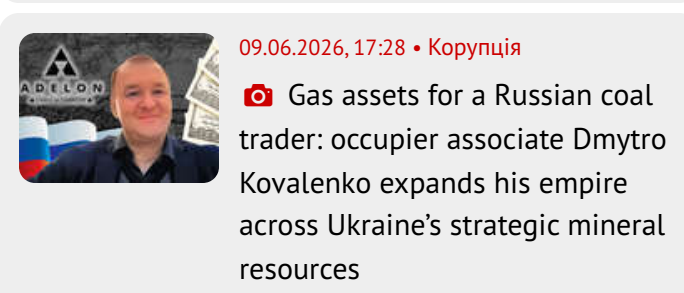 ADELON
09.06.2026, 17:28 • Корупція
Gas assets for a Russian coal
trader: occupier associate Dmytro
Kovalenko expands his empire
across Ukraine’s strategic mineral
resources